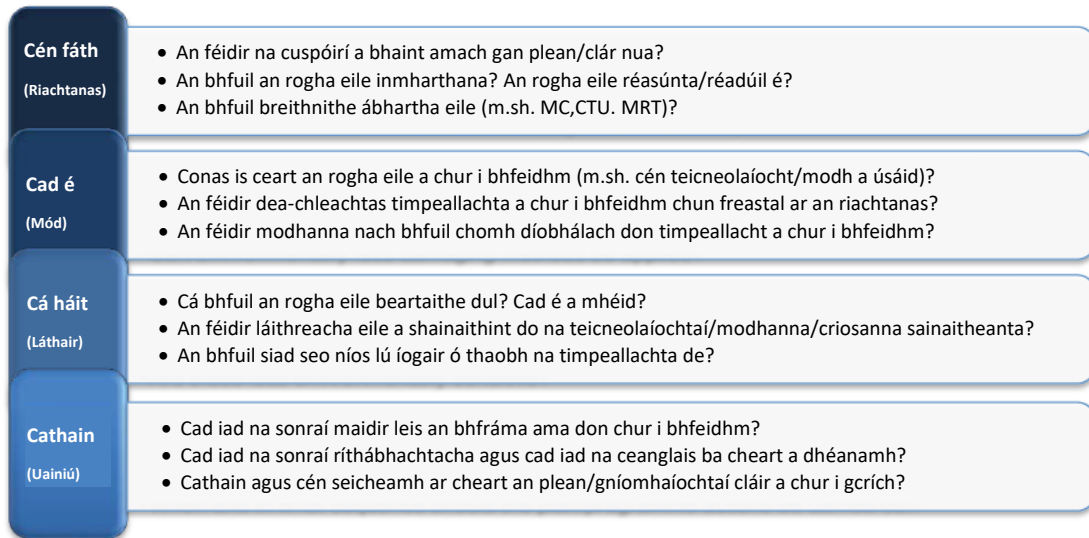 Cén fáth
(Riachtanas)
• An féidir na cuspóirí a bhaint amach gan plean/clár nua?
• An bhfuil an rogha eile inmharthana? An rogha eile réasúnta/réadúil é?
• An bhfuil breithnithe ábhartha eile (m.sh. MC,CTU. MRT)?
Cad é
(Mód)
• Conas is ceart an rogha eile a chur i bhfeidhm (m.sh. cén teicneolaíocht/modh a úsáid)?
• An féidir dea-chleachtas timpeallachta a chur i bhfeidhm chun freastal ar an riachtanas?
• An féidir modhanna nach bhfuil chomh díobhálach don timpeallacht a chur i bhfeidhm?
Cá háit
(Láthair)
• Cá bhfuil an rogha eile beartaithe dul? Cad é a mhéid?
• An féidir láithreacha eile a shainaithint do na teicneolaíochtaí/modhanna/criosanna sainaitheanta?
• An bhfuil siad seo níos lú íogair ó thaobh na timpeallachta de?
Cathain
(Uainiú)
• Cad iad na sonraí maidir leis an bhfráma ama don chur i bhfeidhm?
• Cad iad na sonraí ríthábhachtacha agus cad iad na ceanglais ba cheart a dhéanamh?
• Cathain agus cén seicheamh ar cheart an plean/gníomhaíochtaí cláir a chur i gcrích?